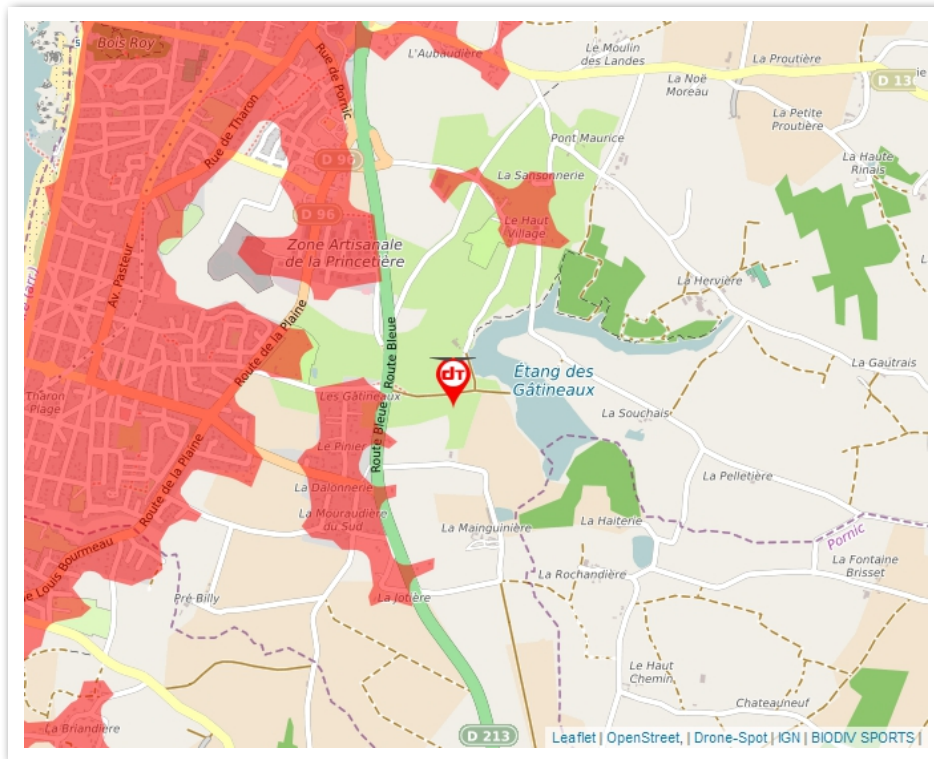 Bois Roy
5
L'Aubaudière
Le Moulin
des Landes
La Proutière
La Noë
Moreau
D 13
La Petite
Proutière
Rue de Pornic
Rue de Tharon
Pont Maurice
La Haute
Rinais
D 96
La Sansonnerie
D 96
Le Haut
Village
Zone Artisanale
de la Princetière
(arr.)
Av. Pasteur
La Hervière
Route de la Plaine
Route Bleue
La Gautrais
dT
Étang des
Gâtineaux
Tharon
Plage
Les Gâtineaux
La Souchais
Le Pinier
Route Bleue
Route de la Plaine
La Pelletière
La Dalonnerie
La Mouraudière
du Sud
La Mainguinière
La Haiterie
Pornic
La Fontaine
Brisset
e Louis Bourmeau
La Rochandière
Pré Billy
La Jotière
Le Haut
Chemin
Chateauneuf
La Briandière
D 213
Leaflet | OpenStreet, | Drone-Spot | IGN | BIODIV SPORTS |